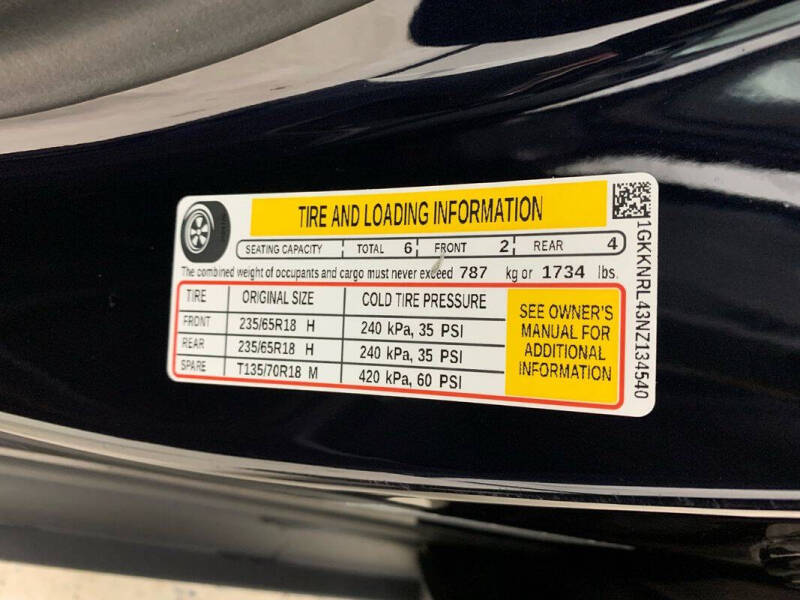 TIRE AND LOADING INFORMATION
SEATING CAPACITY TOTAL 6 FRONT 2 REAR 4
The combined weight of occupants and cargo must never exceed 787 kg or 1734 lbs.
TIRE ORIGINAL SIZE COLD TIRE PRESSURE
FRONT 235/65R18 H 240 kPa, 35 PSI
REAR 235/65R18 H 240 kPa, 35 PSI
SPARE T135/70R18 M 420 kPa, 60 PSI
SEE OWNER'S
MANUAL FOR
ADDITIONAL
INFORMATION
1GKKNRL43NZ134540